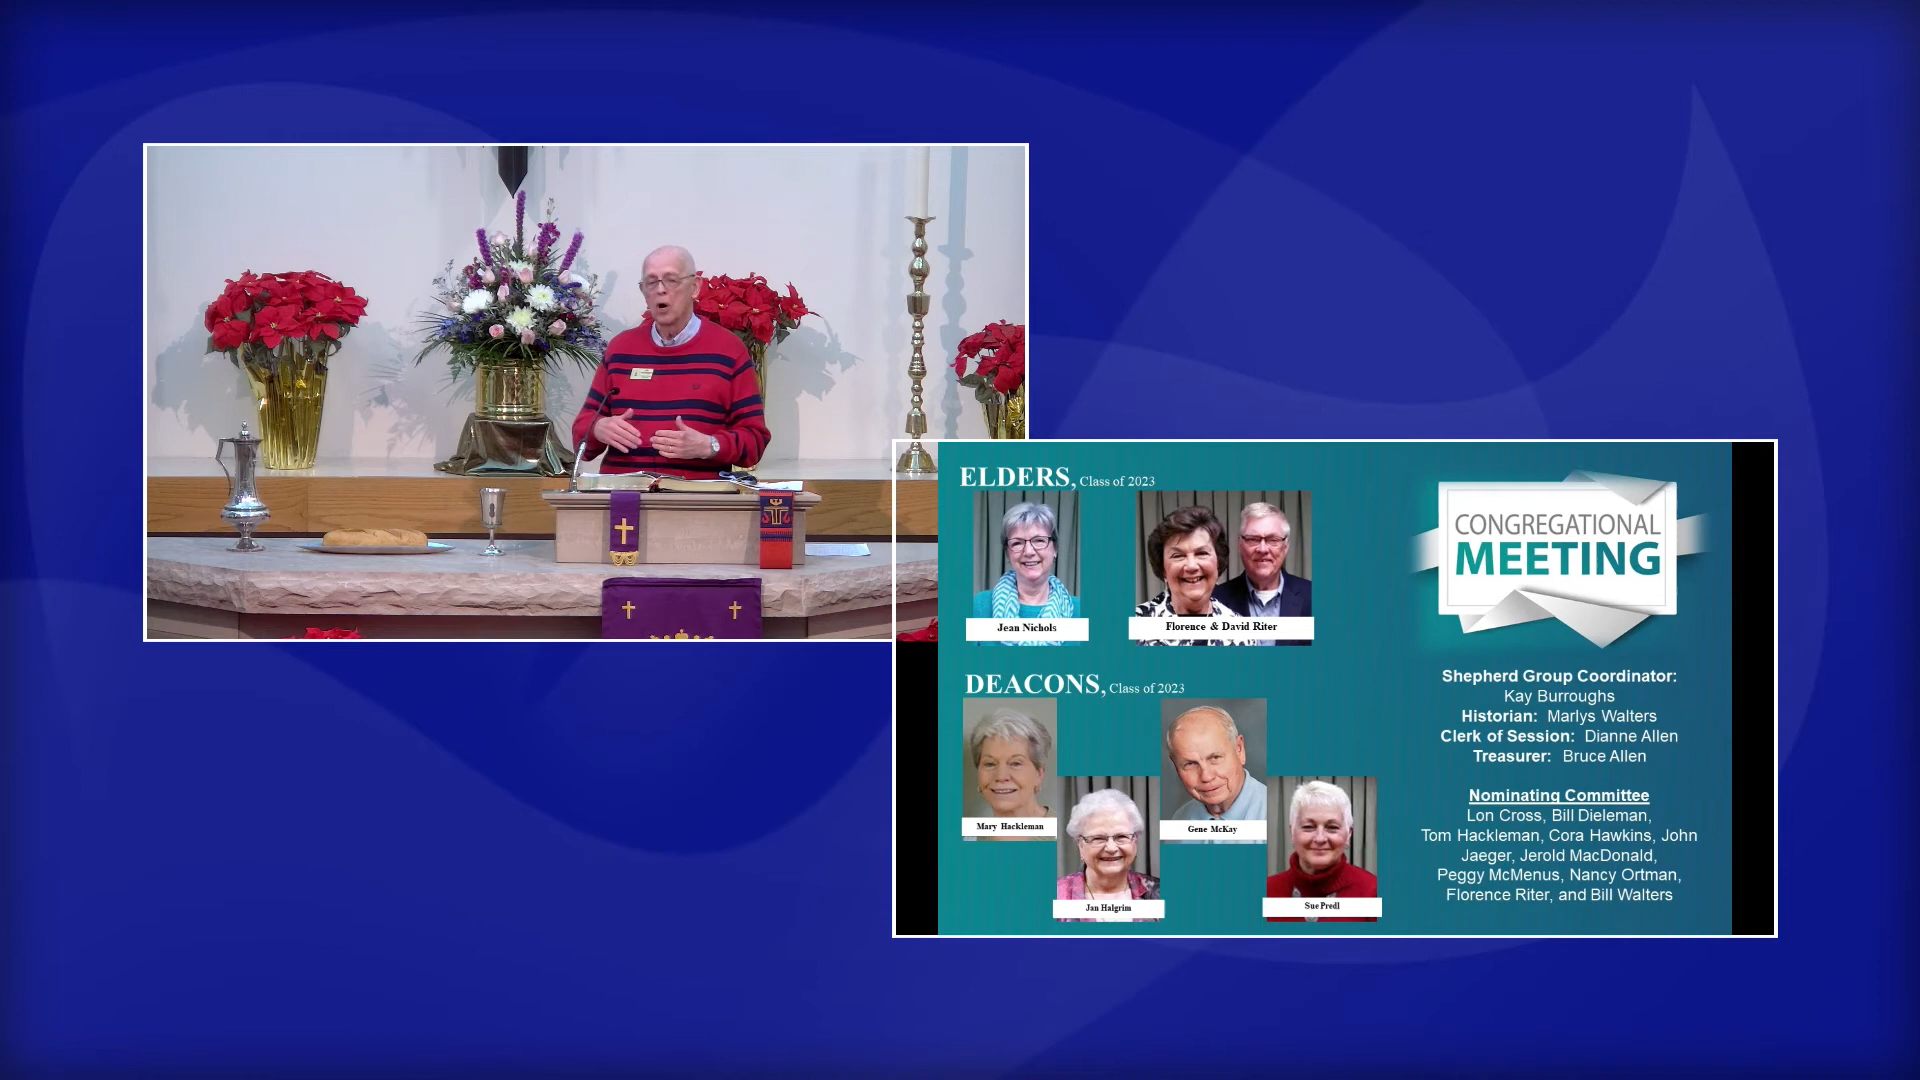 ELDERS, Class of 2023
Jean Nichols
Florence & David Riter
DEACONS, Class of 2023
Mary Hackleman
Jan Halgrim
Gene McKay
Sue Predl
CONGREGATIONAL
MEETING
Shepherd Group Coordinator:
Kay Burroughs
Historian: Marlys Walters
Clerk of Session: Dianne Allen
Treasurer: Bruce Allen
Nominating Committee
Lon Cross, Bill Dieleman,
Tom Hackleman, Cora Hawkins, John
Jaeger, Jerold MacDonald,
Peggy McMenus, Nancy Ortman,
Florence Riter, and Bill Walters